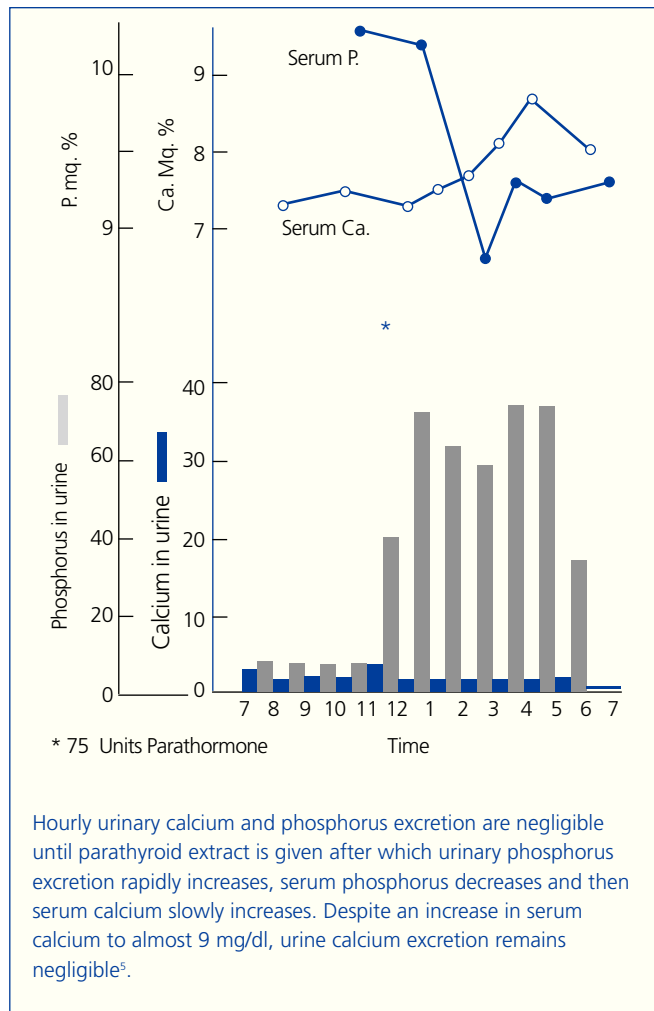 Serum P.
Serum Ca.
P. mq. %
10
9
Ca. Mq. %
9
8
7
*
Phosphorus in urine
80
60
40
20
0
Calcium in urine
40
30
20
10
0
7 8 9 10 11 12 1 2 3 4 5 6 7
* 75 Units Parathormone
Time
Hourly urinary calcium and phosphorus excretion are negligible
until parathyroid extract is given after which urinary phosphorus
excretion rapidly increases, serum phosphorus decreases and then
serum calcium slowly increases. Despite an increase in serum
calcium to almost 9 mg/dl, urine calcium excretion remains
negligible⁵.